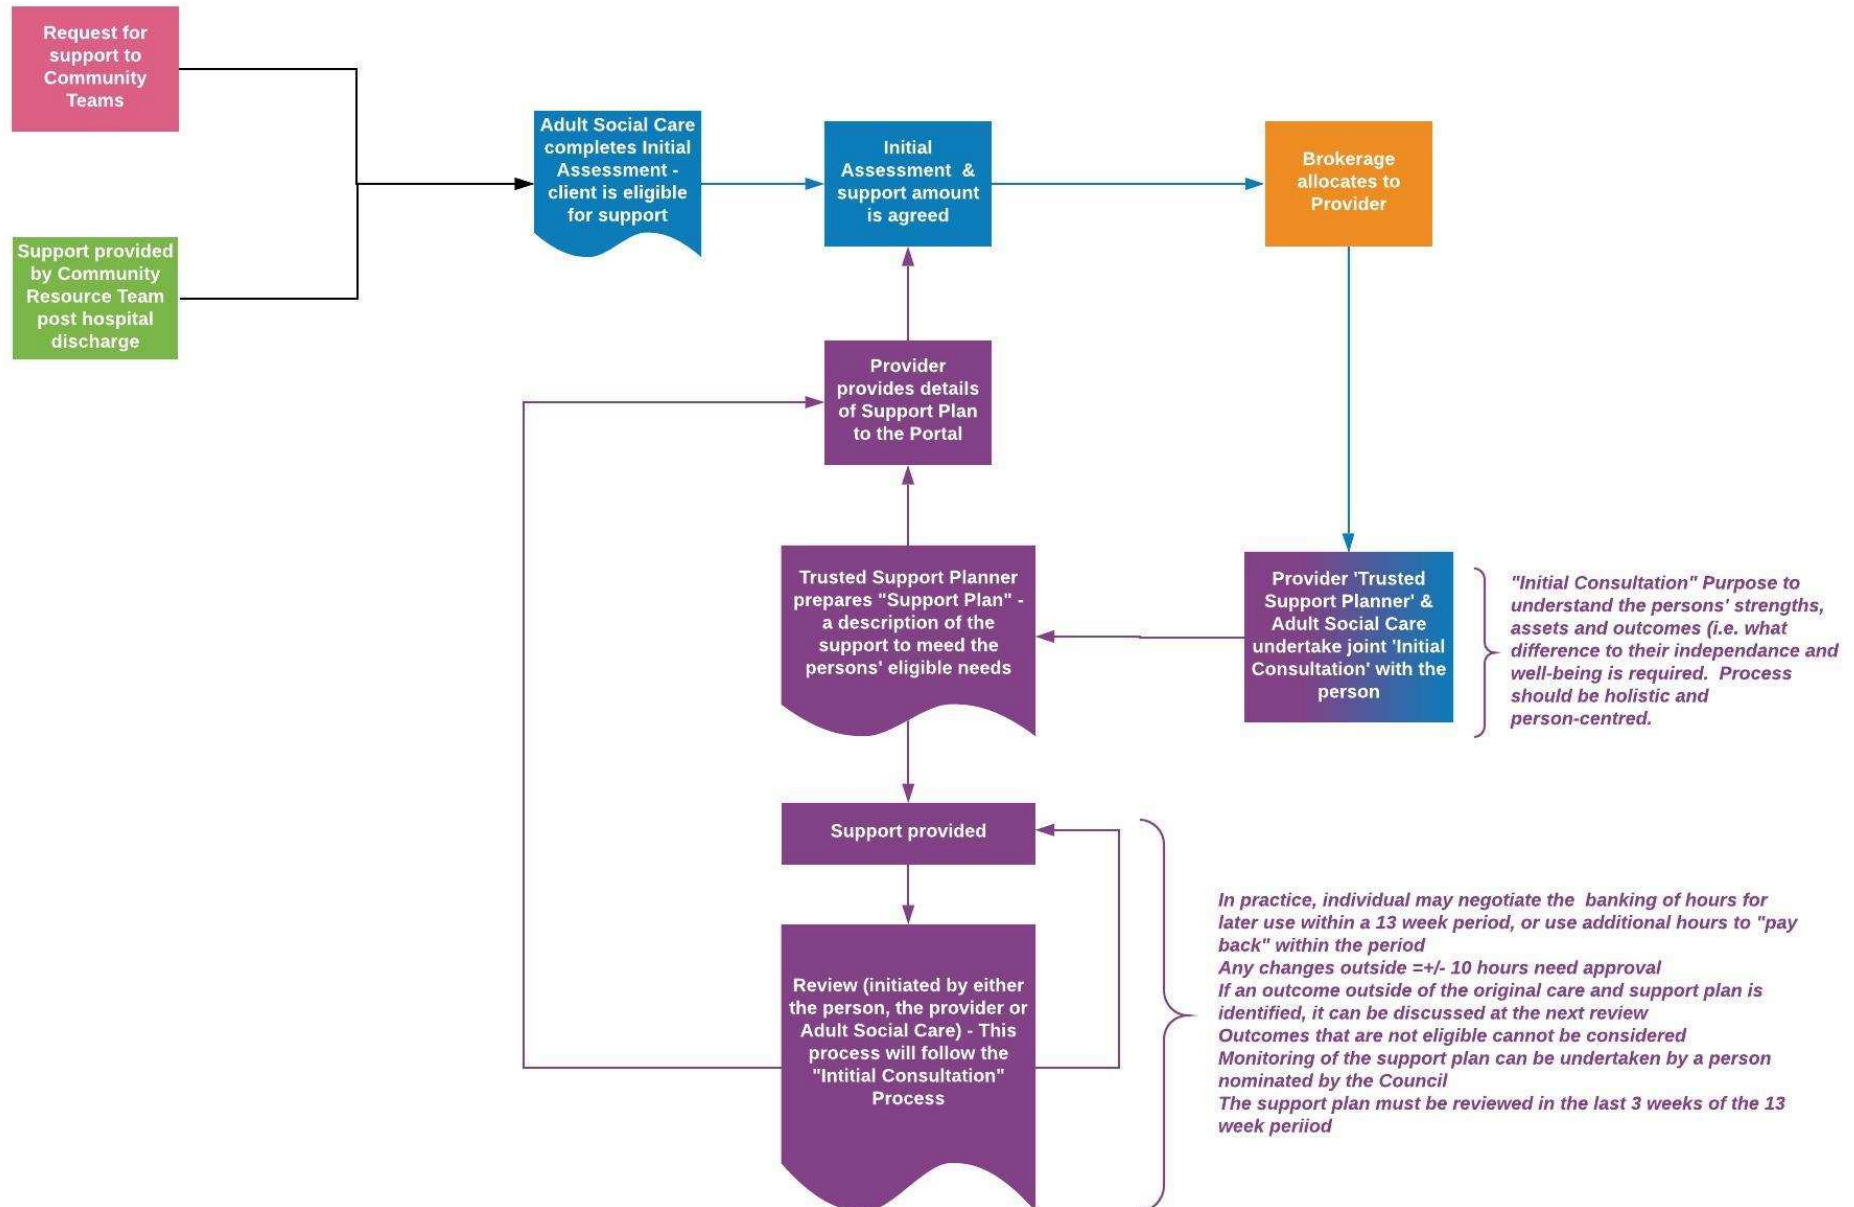 Request for
support to
Community
Teams
Support provided
by Community
Resource Team
post hospital
discharge
Adult Social Care
completes Initial
Assessment -
client is eligible
for support
Initial
Assessment &
support amount
is agreed
Brokerage
allocates to
Provider
Provider
provides details
of Support Plan
to the Portal
Trusted Support Planner
prepares "Support Plan" -
a description of the
support to meed the
persons' eligible needs
Provider 'Trusted
Support Planner' &
Adult Social Care
undertake joint 'Initial
Consultation' with the
person
"Initial Consultation" Purpose to
understand the persons' strengths,
assets and outcomes (i.e. what
difference to their independance and
well-being is required. Process
should be holistic and
person-centred.
Support provided
Review (initiated by either
the person, the provider or
Adult Social Care) - This
process will follow the
"Intitial Consultation"
Process
In practice, individual may negotiate the banking of hours for
later use within a 13 week period, or use additional hours to "pay
back" within the period
Any changes outside =+/- 10 hours need approval
If an outcome outside of the original care and support plan is
identified, it can be discussed at the next review
Outcomes that are not eligible cannot be considered
Monitoring of the support plan can be undertaken by a person
nominated by the Council
The support plan must be reviewed in the last 3 weeks of the 13
week periiod